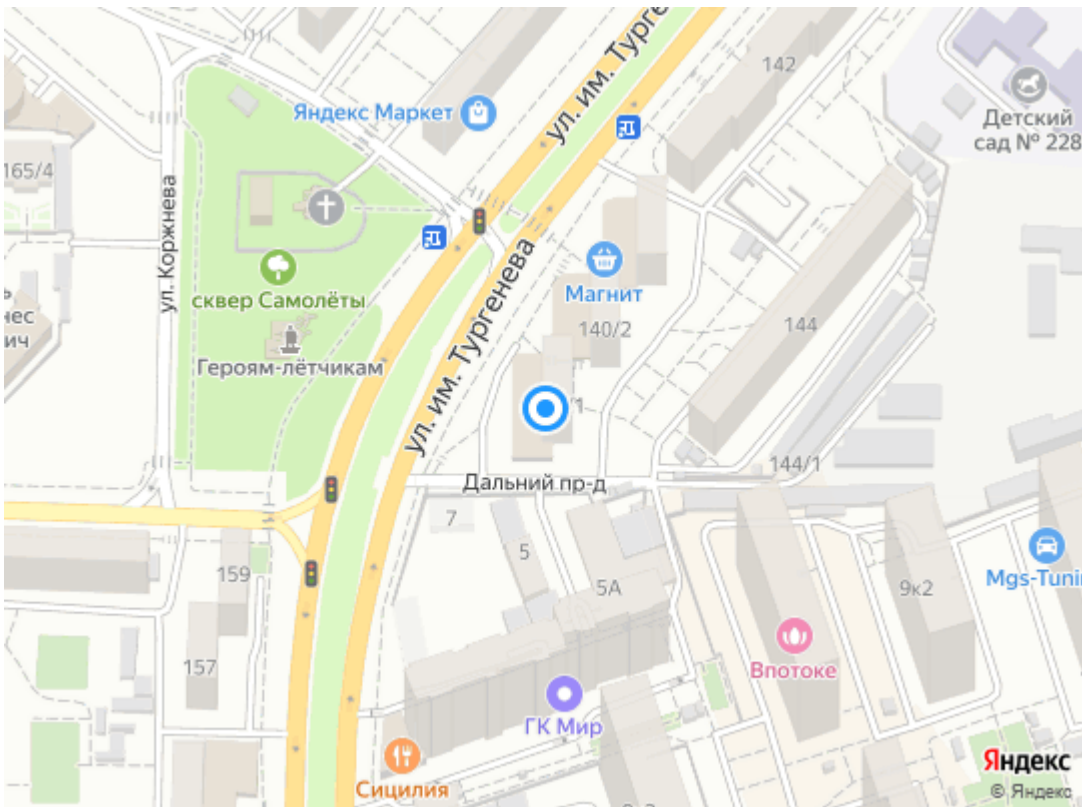 ул. им. Тургенева
142
Детский
сад № 228
Яндекс Маркет
165/4
ул. Коржнева
сквер Самолёты
Героям-лётчикам
ул. им. Тургенева
Магнит
140/2
144
/1
144/1
Дальний пр-д
7
5
5А
159
157
9к2
Mgs-Tuni
Впотоке
ГК Мир
Сицилия
Яндекс
© Яндекс